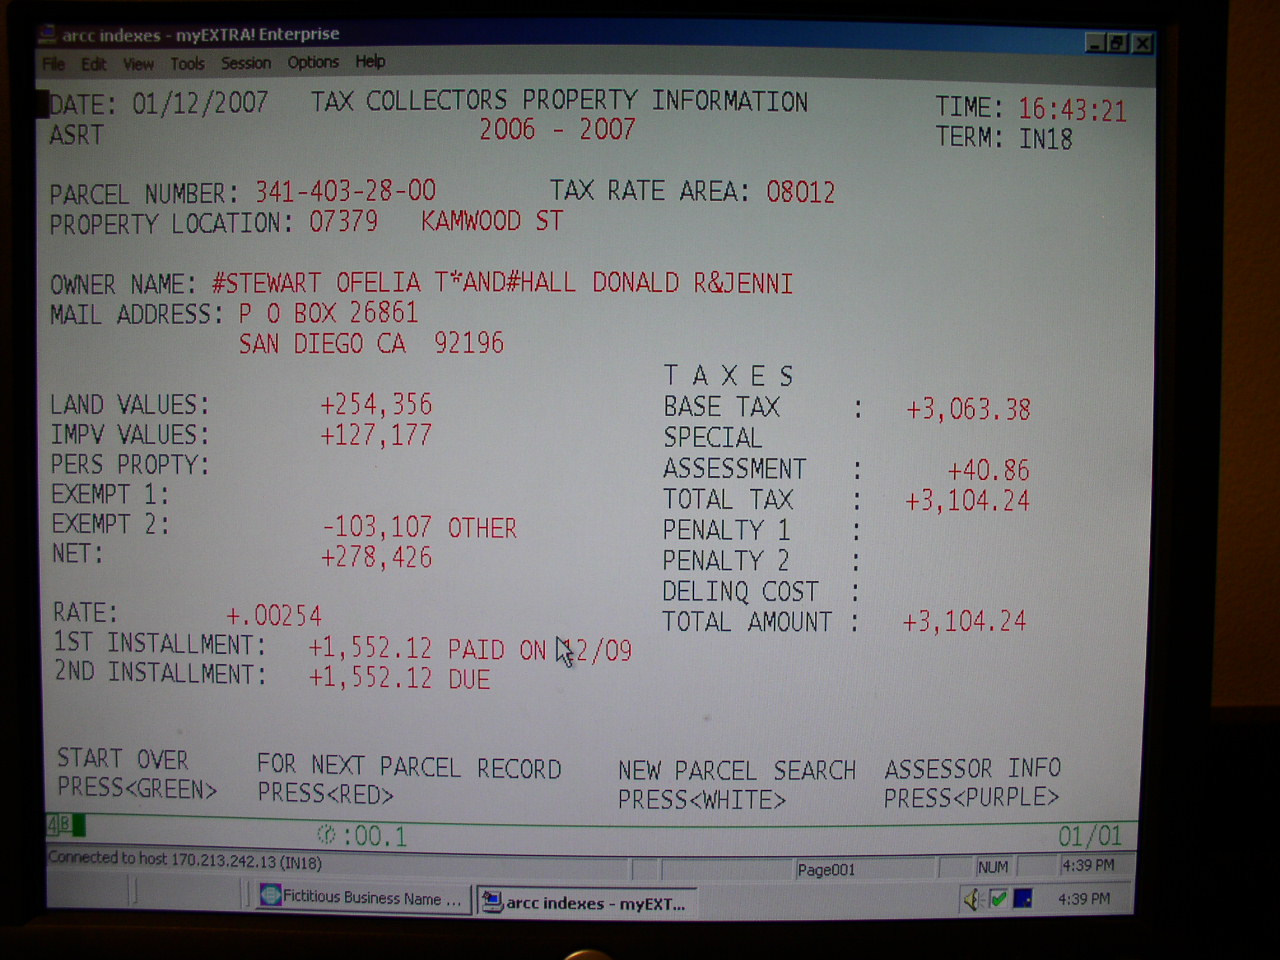 arcc indexes - myEXTRA! Enterprise
File Edit View Tools Session Options Help
DATE: 01/12/2007 TAX COLLECTORS PROPERTY INFORMATION TIME: 16:43:21
ASRT 2006 - 2007 TERM: IN18
PARCEL NUMBER: 341-403-28-00 TAX RATE AREA: 08012
PROPERTY LOCATION: 07379 KAMWOOD ST
OWNER NAME: #STEWART OFELIA T*AND#HALL DONALD R&JENNI
MAIL ADDRESS: P O BOX 26861
SAN DIEGO CA 92196
T A X E S
LAND VALUES: +254,356 BASE TAX : +3,063.38
IMPV VALUES: +127,177 SPECIAL
PERS PROPTY: ASSESSMENT : +40.86
EXEMPT 1: TOTAL TAX : +3,104.24
EXEMPT 2: -103,107 OTHER PENALTY 1 :
NET: +278,426 PENALTY 2 :
DELINQ COST :
RATE: +.00254 TOTAL AMOUNT : +3,104.24
1ST INSTALLMENT: +1,552.12 PAID ON 12/09
2ND INSTALLMENT: +1,552.12 DUE
START OVER FOR NEXT PARCEL RECORD NEW PARCEL SEARCH ASSESSOR INFO
PRESS<GREEN> PRESS<RED> PRESS<WHITE> PRESS<PURPLE>
4B :00.1 01/01
Connected to host 170.213.242.13 (IN18) Page001 NUM 4:39 PM
Fictitious Business Name ... arcc indexes - myEXT... 4:39 PM